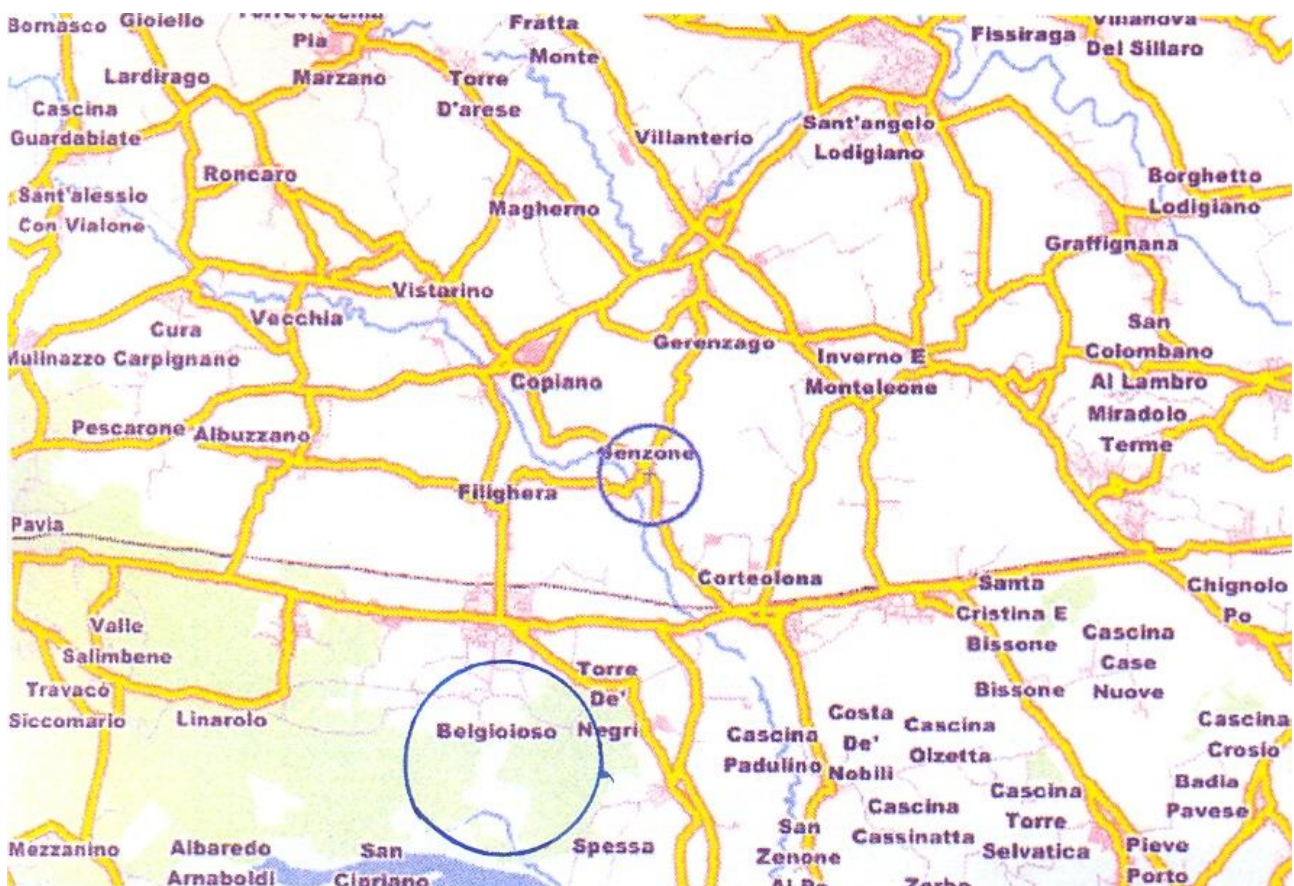 Bornasco
Gioiello
Pia
Fratta
Monte
Fissiraga
Villanova
Del Sillaro
Lardirago
Marzano
Torre
D'arese
Cascina
Guardabiate
Villanterio
Sant'angelo
Lodigiano
Roncaro
Sant'alessio
Con Vialone
Magherno
Borghetto
Lodigiano
Graffignana
Vistarino
Vecchia
Cura
Mulinazzo Carpignano
Gerenzago
Inverno E
Monteleone
San
Colombano
Al Lambro
Copiano
Miradolo
Terme
Pescarone
Albuzzano
Genzone
Filighera
Pavia
Corteolona
Santa
Cristina E
Bissone
Chignolo
Po
Valle
Salimbene
Cascina
Case
Nuove
Torre
De'
Negri
Travacò
Siccomario
Linarolo
Belgioioso
Bissone
Cascina
Padulino
Costa
De'
Nobili
Cascina
Olzetta
Cascina
Crosio
Badia
Pavese
Cascina
Cassinatta
Cascina
Torre
Selvatica
Mezzanino
Albaredo
Arnaboldi
San
Cipriano
Spessa
San
Zenone
Al Po
Zerbo
Pieve
Porto